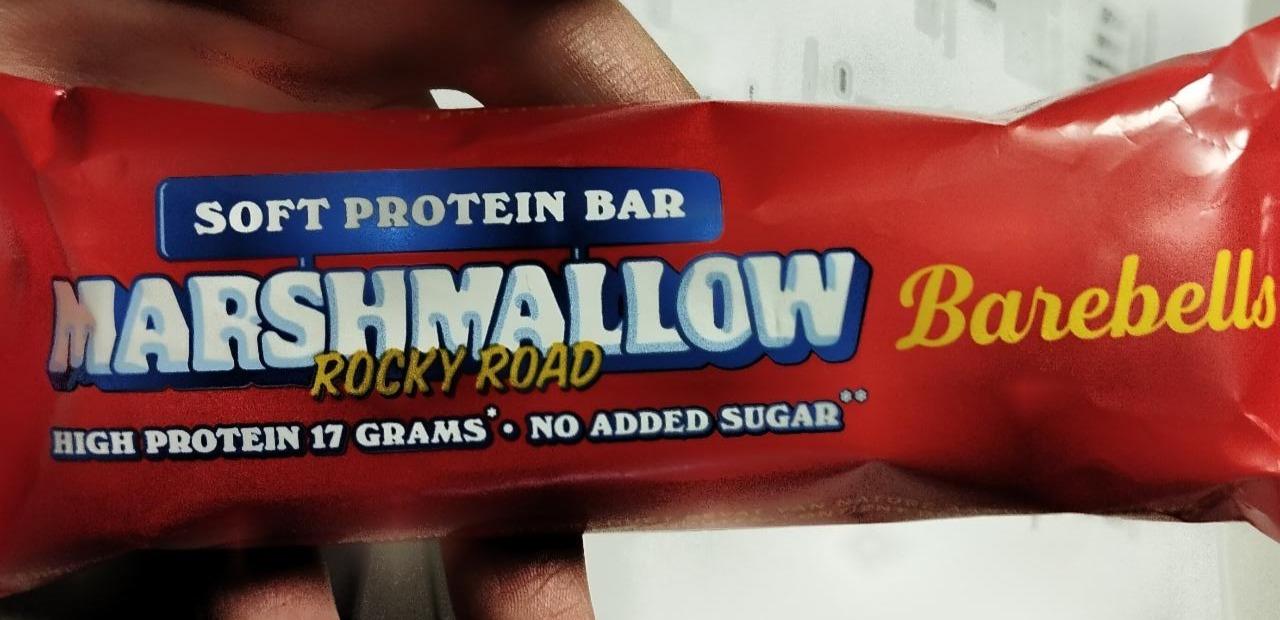 SOFT PROTEIN BAR
MARSHMALLOW
ROCKY ROAD
HIGH PROTEIN 17 GRAMS* • NO ADDED SUGAR**
Barebells